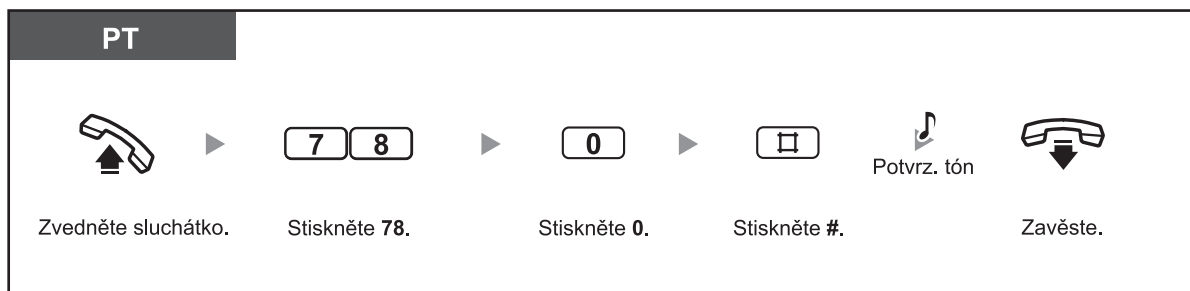 PT
7 8 0 #
Potvrz. tón
Zvedněte sluchátko. Stiskněte 78. Stiskněte 0. Stiskněte #. Zavěste.